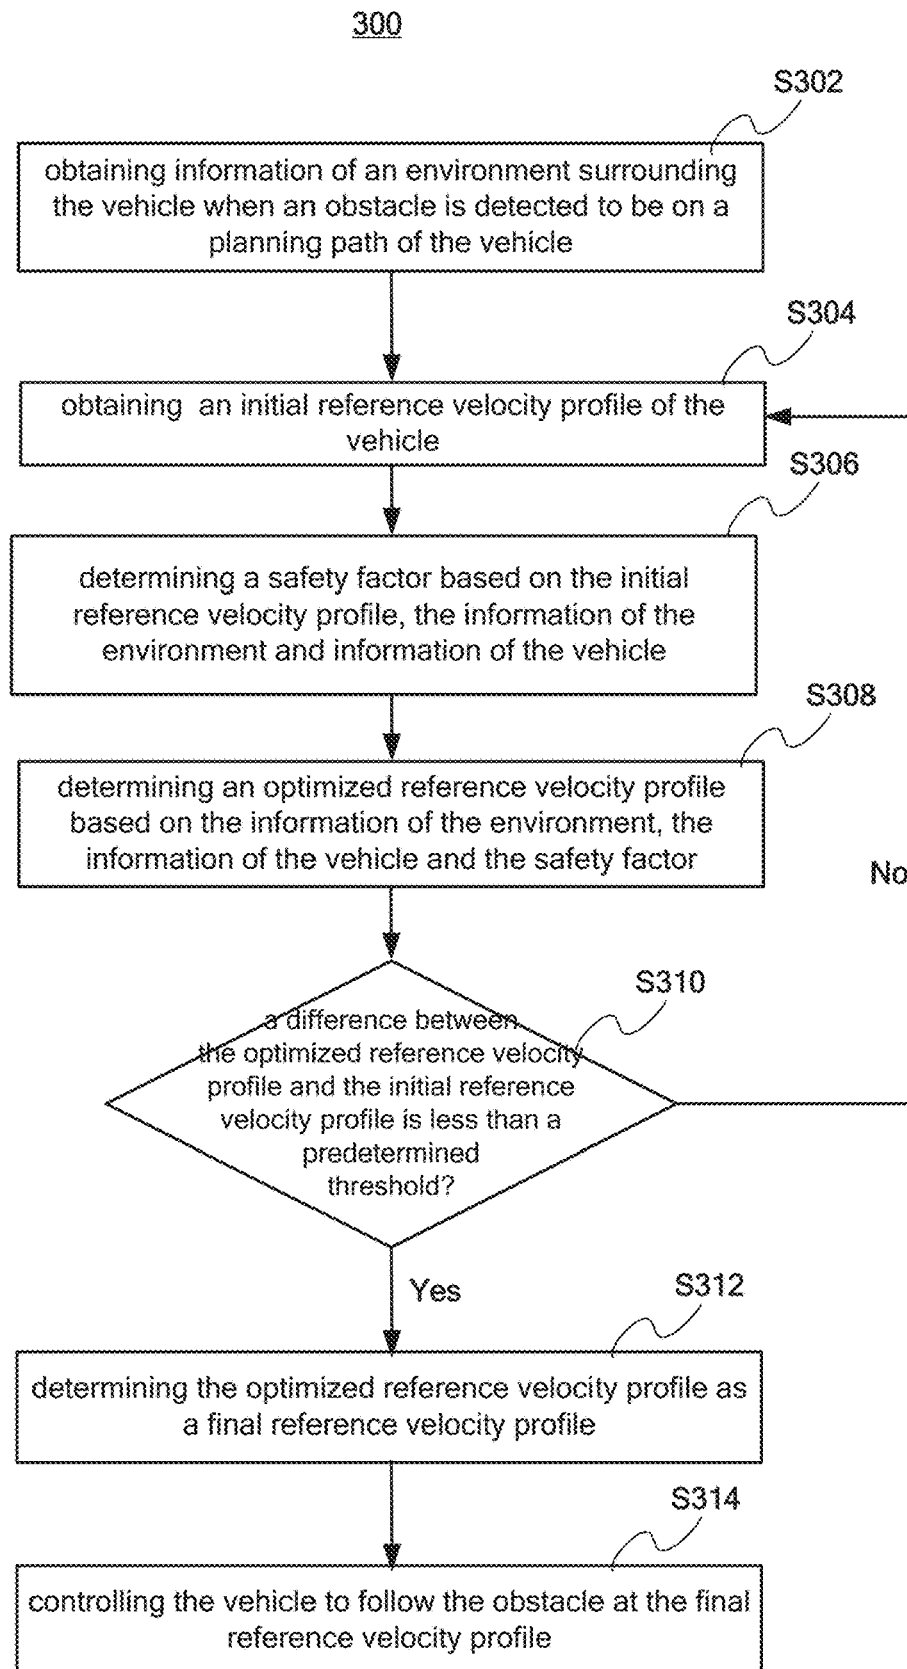 300
S302
obtaining information of an environment surrounding
the vehicle when an obstacle is detected to be on a
planning path of the vehicle
S304
obtaining an initial reference velocity profile of the
vehicle
S306
determining a safety factor based on the initial
reference velocity profile, the information of the
environment and information of the vehicle
S308
determining an optimized reference velocity profile
based on the information of the environment, the
information of the vehicle and the safety factor
No
S310
a difference between
the optimized reference velocity
profile and the initial reference
velocity profile is less than a
predetermined
threshold?
Yes
S312
determining the optimized reference velocity profile as
a final reference velocity profile
S314
controlling the vehicle to follow the obstacle at the final
reference velocity profile